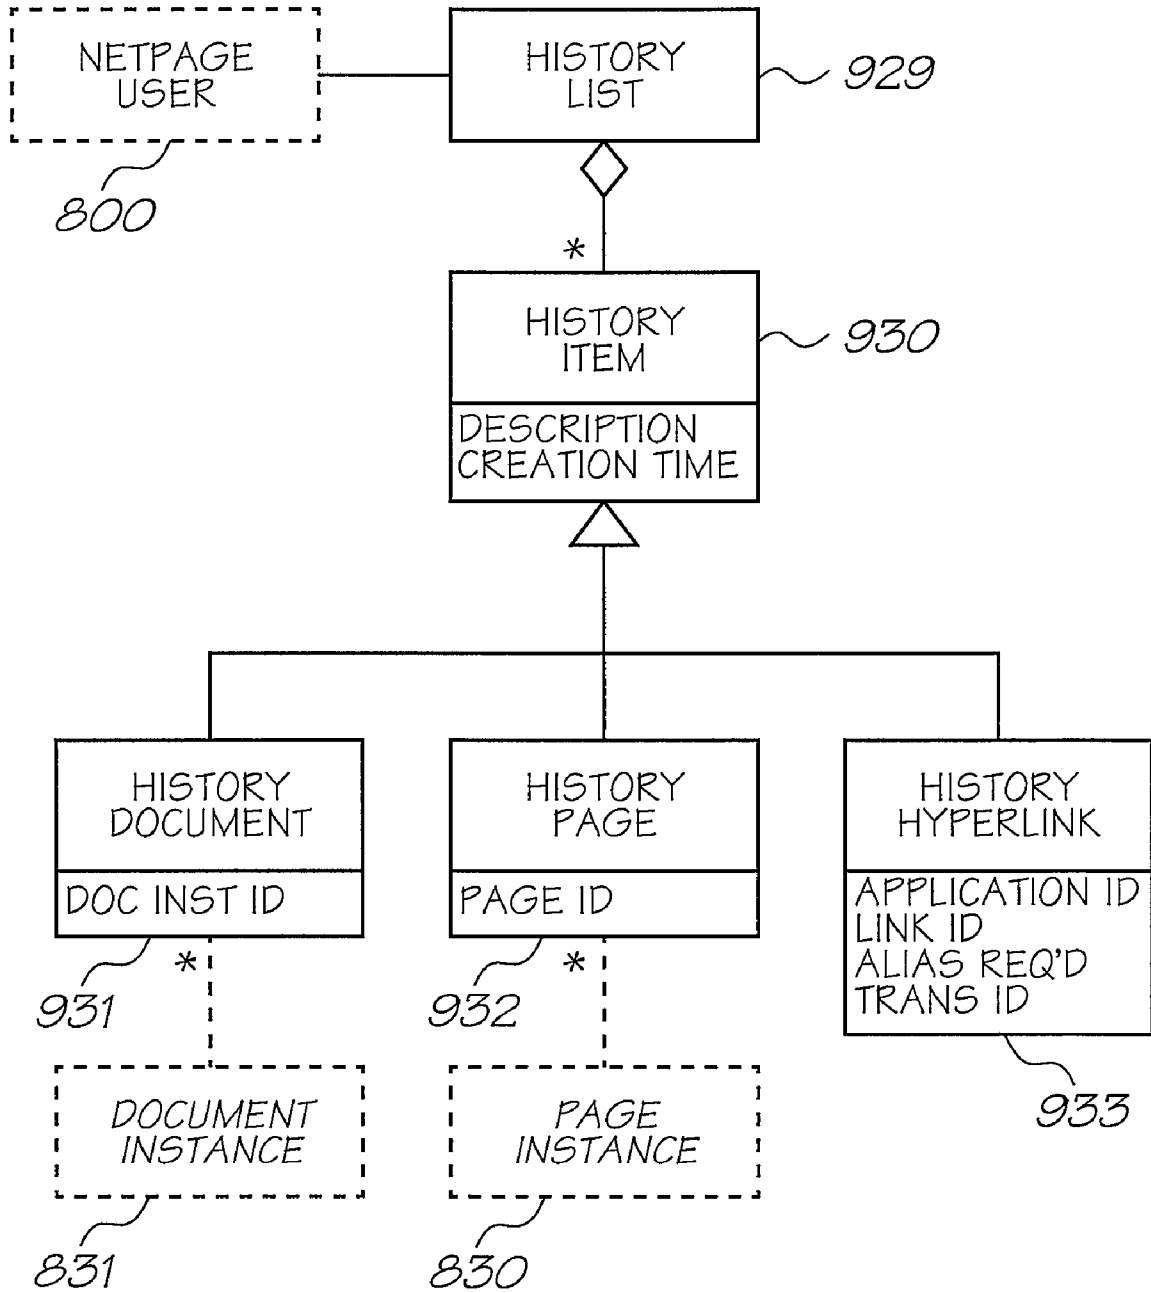 NETPAGE
USER
HISTORY
LIST
929
800
*
HISTORY
ITEM
930
DESCRIPTION
CREATION TIME
HISTORY
DOCUMENT
HISTORY
PAGE
HISTORY
HYPERLINK
DOC INST ID
PAGE ID
APPLICATION ID
LINK ID
ALIAS REQ'D
TRANS ID
*
*
931
932
933
DOCUMENT
INSTANCE
PAGE
INSTANCE
831
830